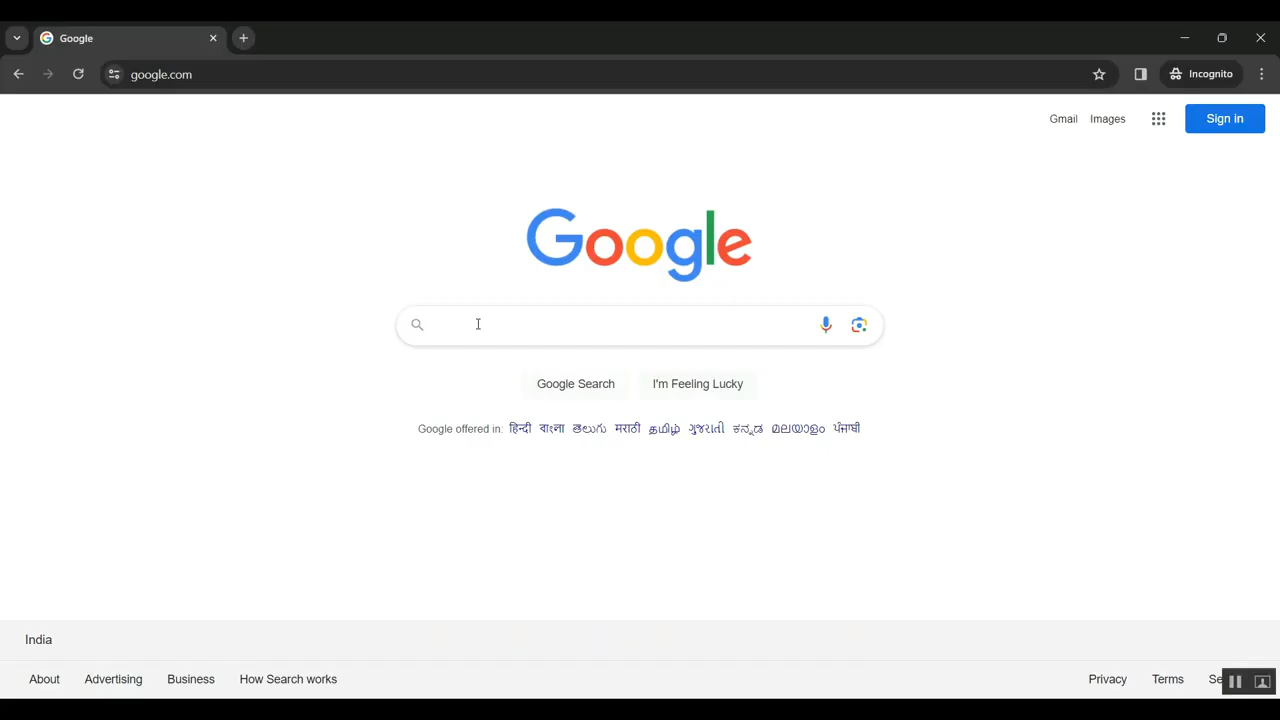 Google
google.com
Incognito
Gmail Images Sign in
Google
Google Search I'm Feeling Lucky
Google offered in: हिन्दी বাংলা తెలుగు मराठी தமிழ் ગુજરાતી ಕನ್ನಡ മലയാളം ਪੰਜਾਬੀ
India
About Advertising Business How Search works Privacy Terms Se